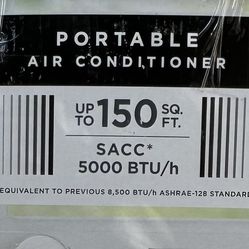 PORTABLE
AIR CONDITIONER
UP TO 150 SQ. FT.
SACC*
5000 BTU/h
EQUIVALENT TO PREVIOUS 8,500 BTU/h ASHRAE-128 STANDARD